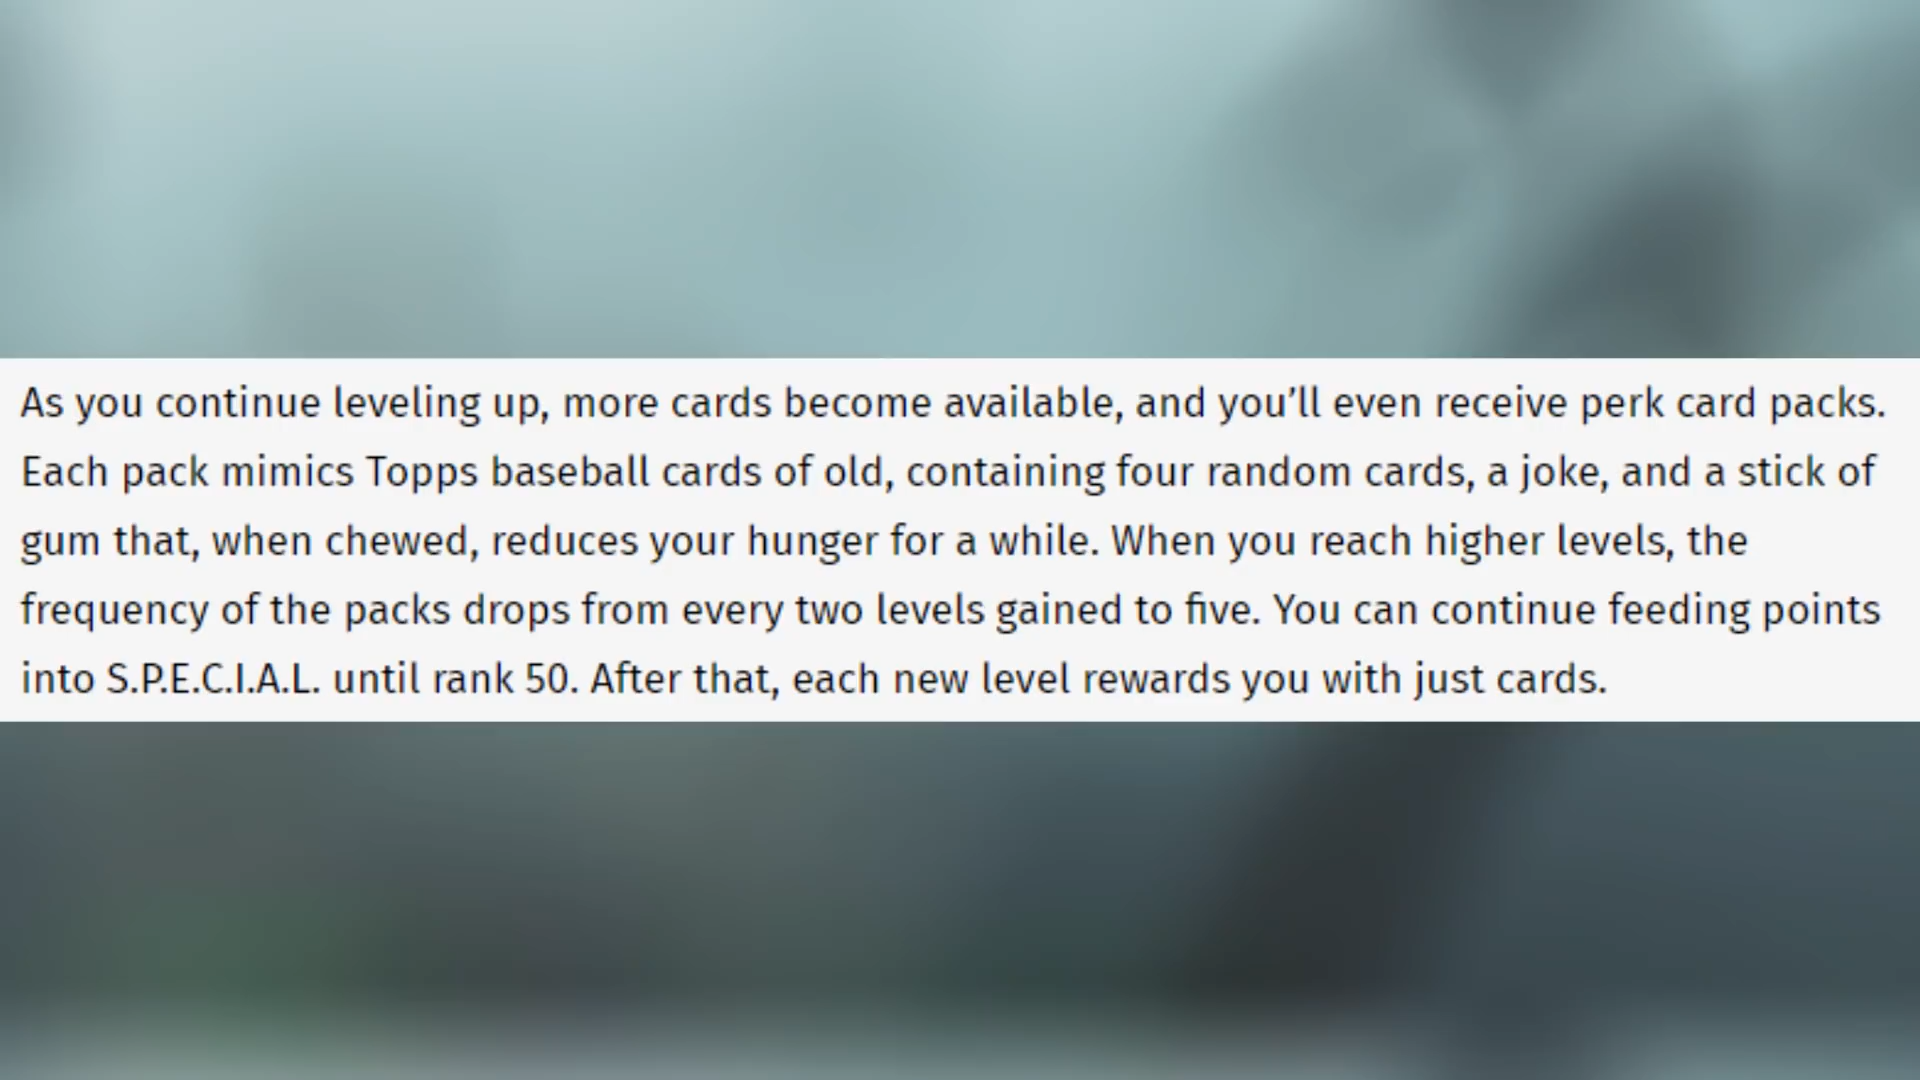 As you continue leveling up, more cards become available, and you’ll even receive perk card packs.
Each pack mimics Topps baseball cards of old, containing four random cards, a joke, and a stick of
gum that, when chewed, reduces your hunger for a while. When you reach higher levels, the
frequency of the packs drops from every two levels gained to five. You can continue feeding points
into S.P.E.C.I.A.L. until rank 50. After that, each new level rewards you with just cards.